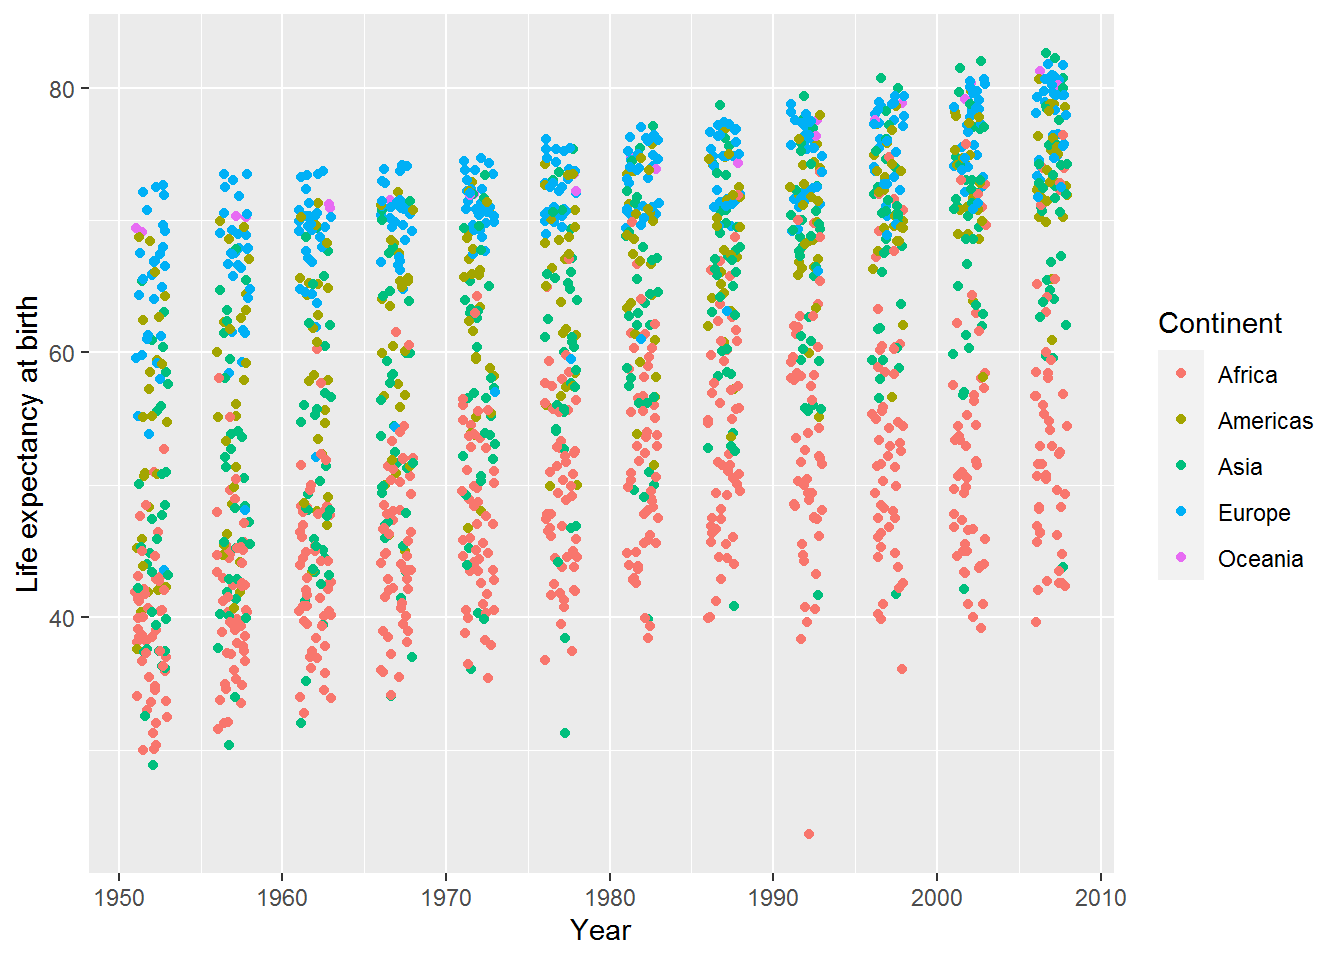 80
60
40
Life expectancy at birth
1950 1960 1970 1980 1990 2000 2010
Year
Continent
Africa
Americas
Asia
Europe
Oceania